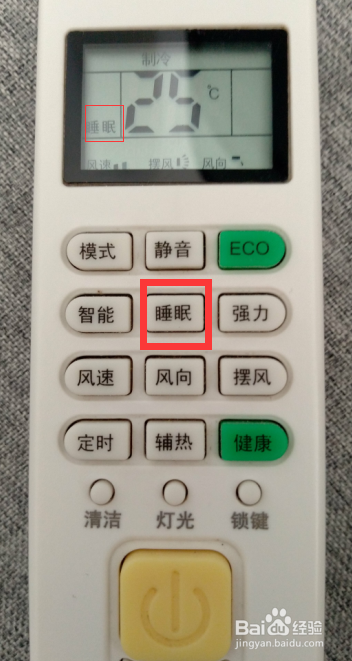 制冷
25℃
睡眠
风速 摆风 风向
模式 静音 ECO
智能 睡眠 强力
风速 风向 摆风
定时 辅热 健康
清洁 灯光 锁键
Bai du 经验
jingyan.baidu.com